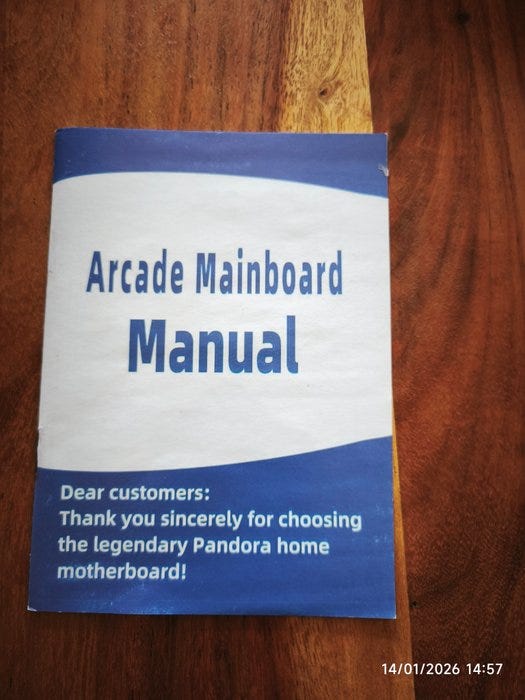 Arcade Mainboard
Manual
Dear customers:
Thank you sincerely for choosing
the legendary Pandora home
motherboard!
14/01/2026 14:57